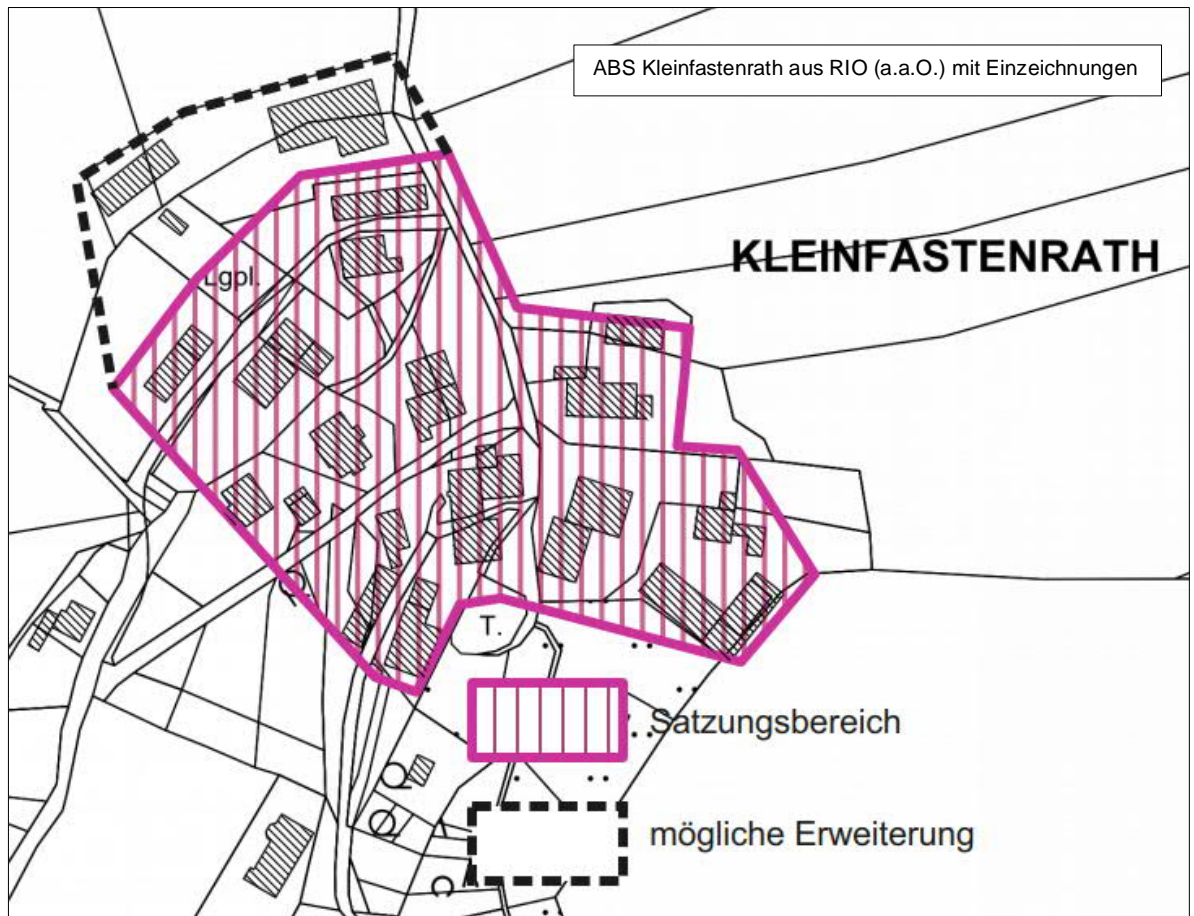 ABS Kleinfastenrath aus RIO (a.a.O.) mit Einzeichnungen
KLEINFASTENRATH
Lgpl.
T.
Satzungsbereich
mögliche Erweiterung